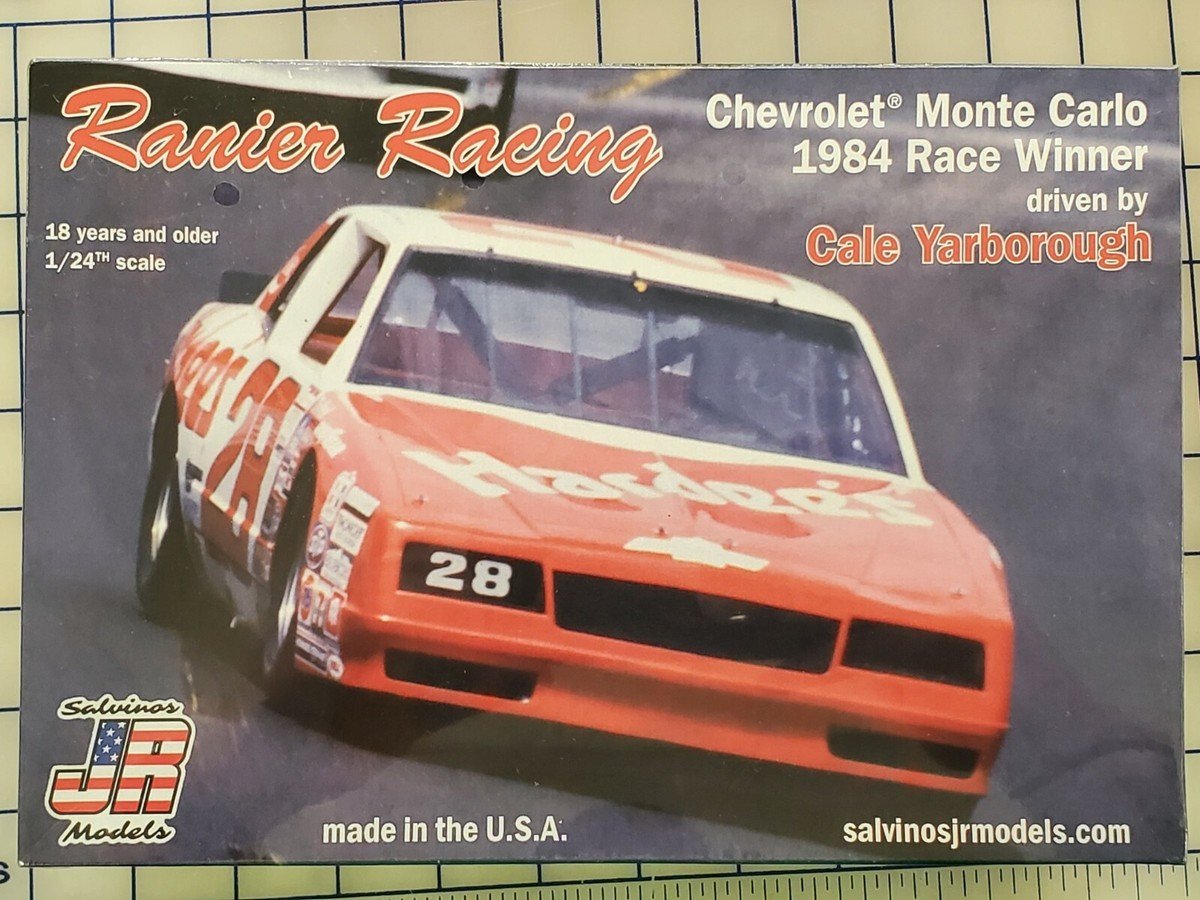 Ranier Racing
Chevrolet® Monte Carlo
1984 Race Winner
driven by
Cale Yarborough
18 years and older
1/24TH scale
28
Hardee's
28
Salvinos
JR
Models
made in the U.S.A.
salvinosjrmodels.com